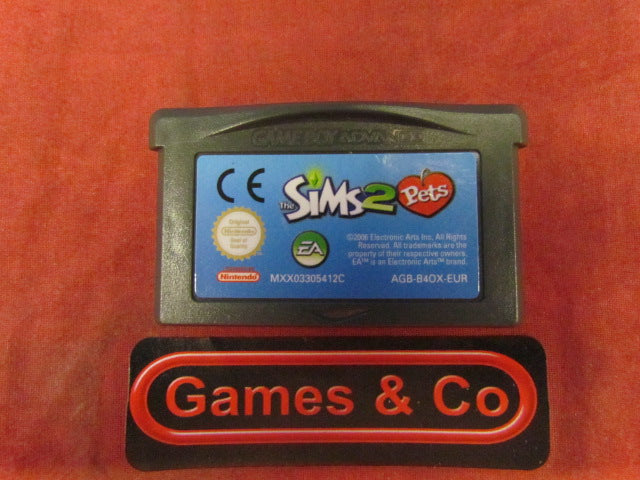 GAME BOY ADVANCE
CE
The SiMS 2 Pets
Original
Nintendo
Seal of
Quality
EA
©2006 Electronic Arts Inc. All Rights
Reserved. All trademarks are the
property of their respective owners.
EA™ is an Electronic Arts™ brand.
Nintendo
MXX03305412C
AGB-B4OX-EUR
Games & Co